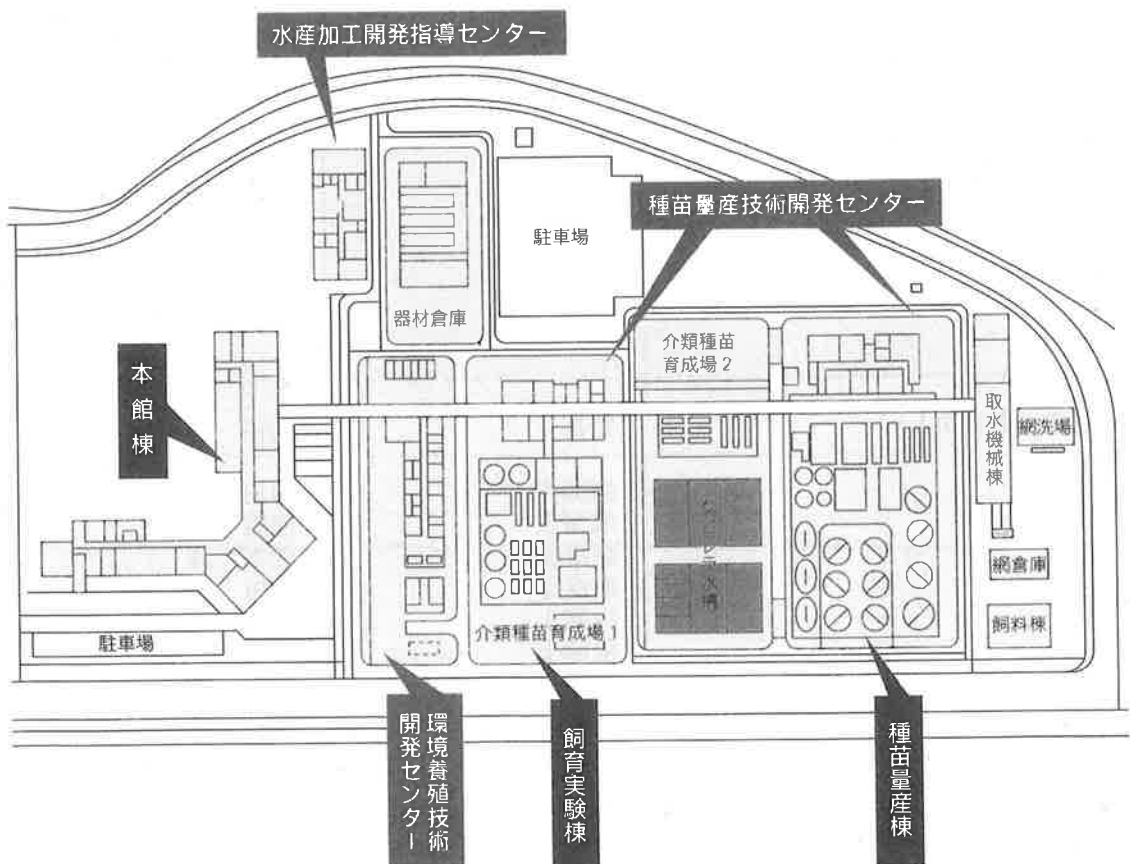 水産加工開発指導センター
種苗量産技術開発センター
駐車場
器材倉庫
介類種苗
育成場2
本館棟
取水機械棟
網洗場
網倉庫
飼料棟
介類種苗育成場1
駐車場
環境養殖技術
開発センター
飼育実験棟
種苗量産棟